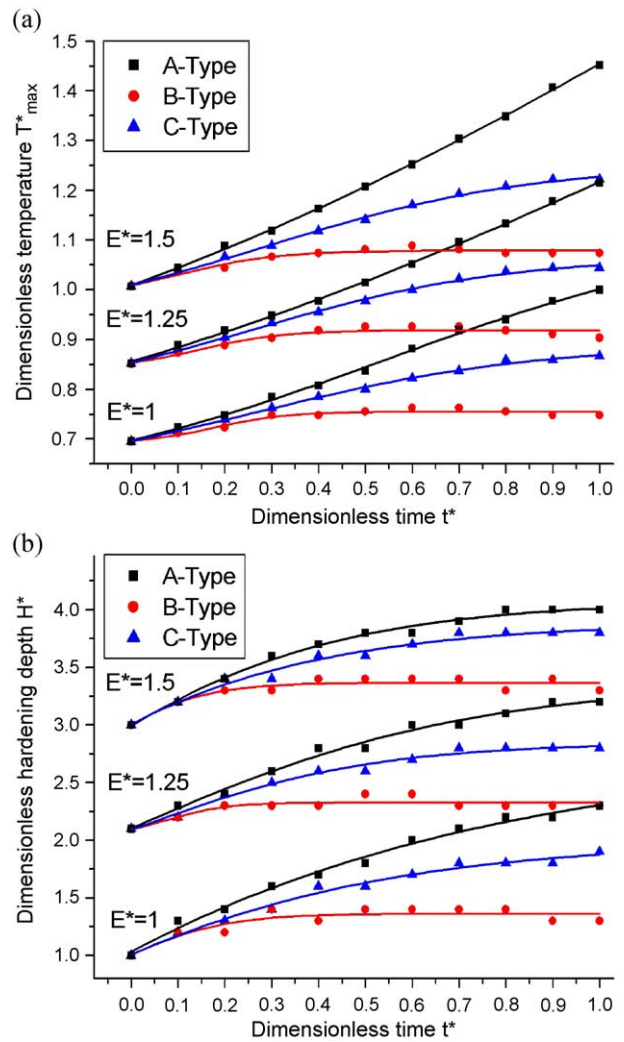 (a)
Dimensionless temperature T*max
1.5
1.4
1.3
1.2
1.1
1.0
0.9
0.8
0.7
A-Type
B-Type
C-Type
E*=1.5
E*=1.25
E*=1
0.0 0.1 0.2 0.3 0.4 0.5 0.6 0.7 0.8 0.9 1.0
Dimensionless time t*
(b)
Dimensionless hardening depth H*
4.0
3.5
3.0
2.5
2.0
1.5
1.0
A-Type
B-Type
C-Type
E*=1.5
E*=1.25
E*=1
0.0 0.1 0.2 0.3 0.4 0.5 0.6 0.7 0.8 0.9 1.0
Dimensionless time t*